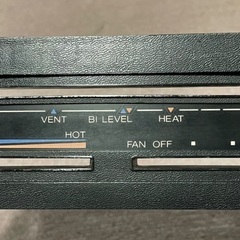 VENT BI LEVEL HEAT
HOT
FAN OFF